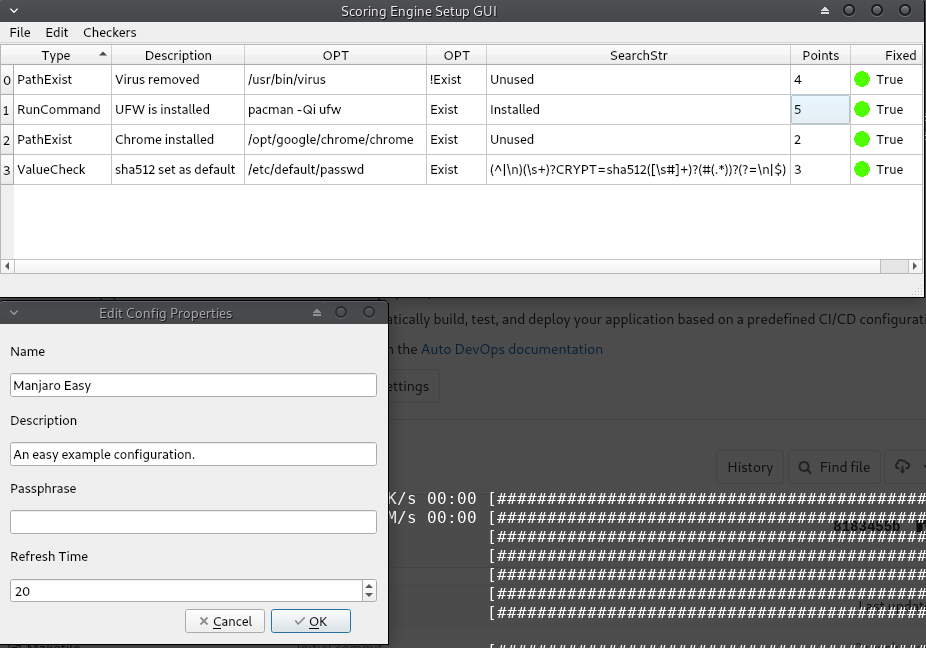 Scoring Engine Setup GUI
File Edit Checkers
Type Description OPT OPT SearchStr Points Fixed
0 PathExist Virus removed /usr/bin/virus !Exist Unused 4 True
1 RunCommand UFW is installed pacman -Qi ufw Exist Installed 5 True
2 PathExist Chrome installed /opt/google/chrome/chrome Exist Unused 2 True
3 ValueCheck sha512 set as default /etc/default/passwd Exist (^|\n)(\s+)?CRYPT=sha512([\s#]+)?(#(.*))?(?=\n|$) 3 True
Edit Config Properties
atically build, test, and deploy your application based on a predefined CI/CD configurati
Name
the Auto DevOps documentation
Manjaro Easy
ettings
Description
An easy example configuration.
History Find file
Passphrase
K/s 00:00 [############################################
M/s 00:00 [############################################
8183455b
[############################################
Refresh Time
[############################################
[############################################
20
[############################################
Last updat
[############################################
Cancel OK
[############################################